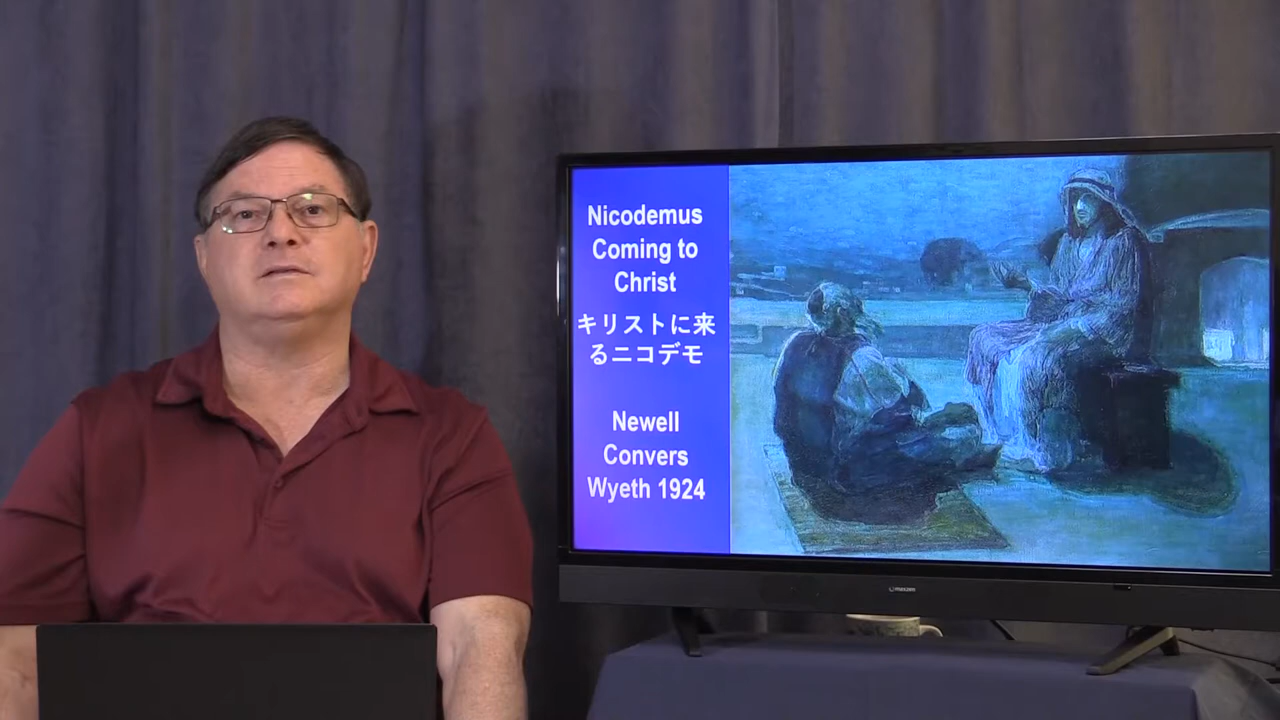 Nicodemus
Coming to
Christ
キリストに来
るニコデモ
Newell
Convers
Wyeth 1924
maxzen